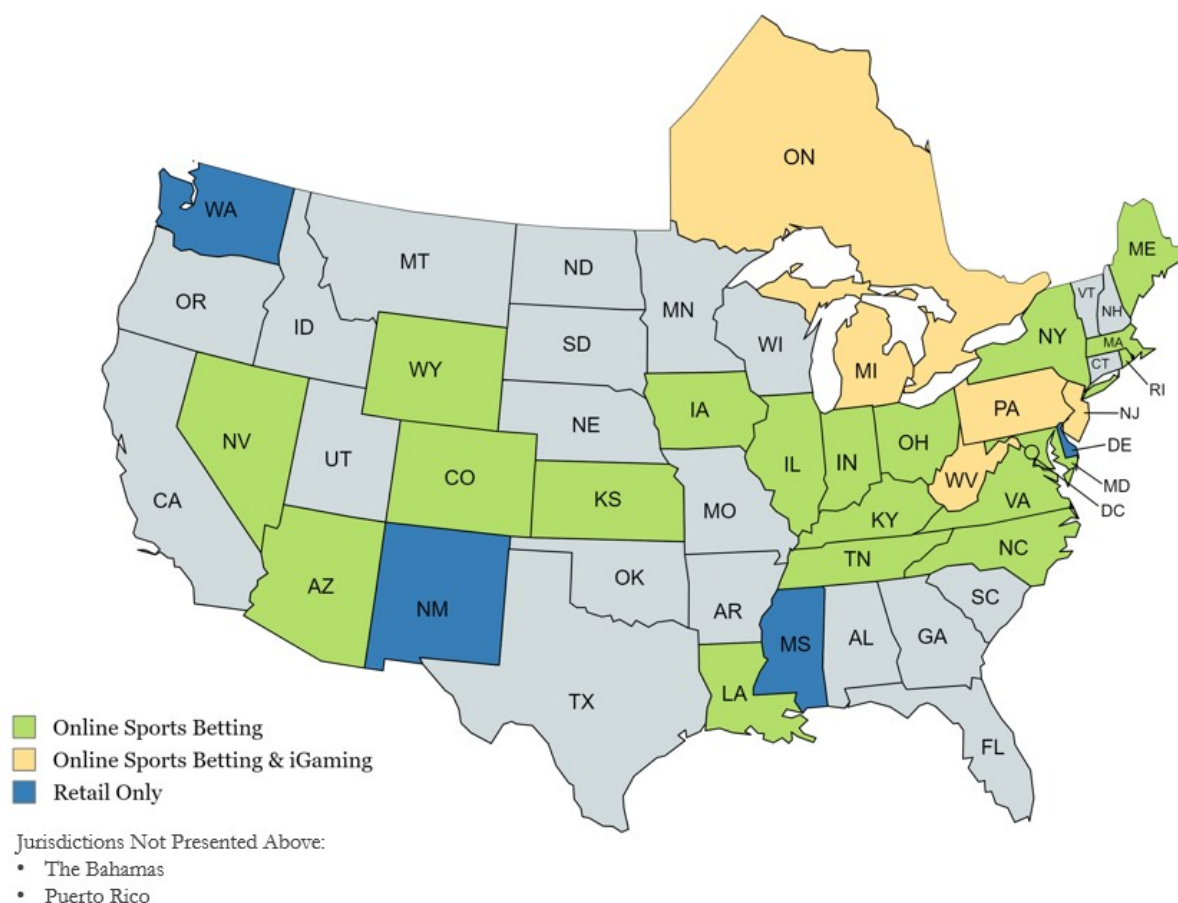 ON
WA
MT
ND
MN
ME
VT
NH
OR
ID
SD
WI
NY
MA
CT
RI
WY
MI
PA
NJ
NE
IA
NV
UT
CO
IL
IN
OH
DE
WV
MD
DC
CA
KS
MO
KY
VA
TN
NC
AZ
NM
OK
AR
SC
MS
AL
GA
TX
LA
FL
Online Sports Betting
Online Sports Betting & iGaming
Retail Only
Jurisdictions Not Presented Above:
• The Bahamas
• Puerto Rico